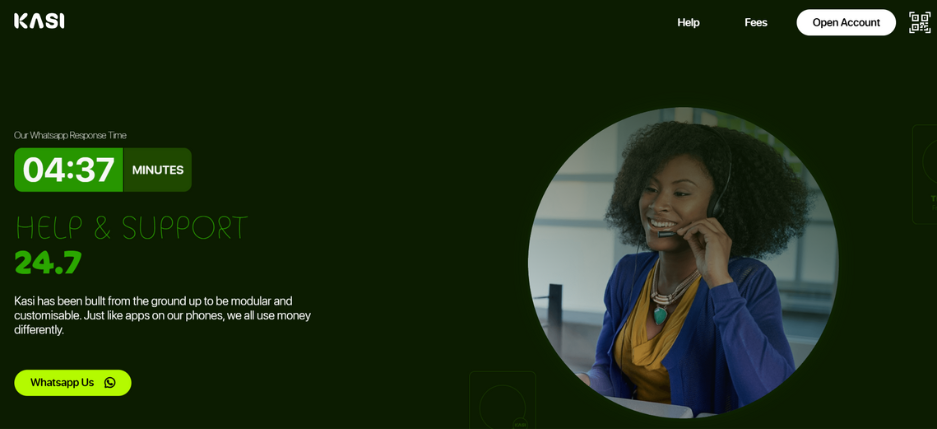 KASI
Help Fees Open Account
Our Whatsapp Response Time
04:37 MINUTES
HELP & SUPPORT
24.7
Kasi has been bullt from the ground up to be modular and
customisable. Just like apps on our phones, we all use money
differently.
Whatsapp Us